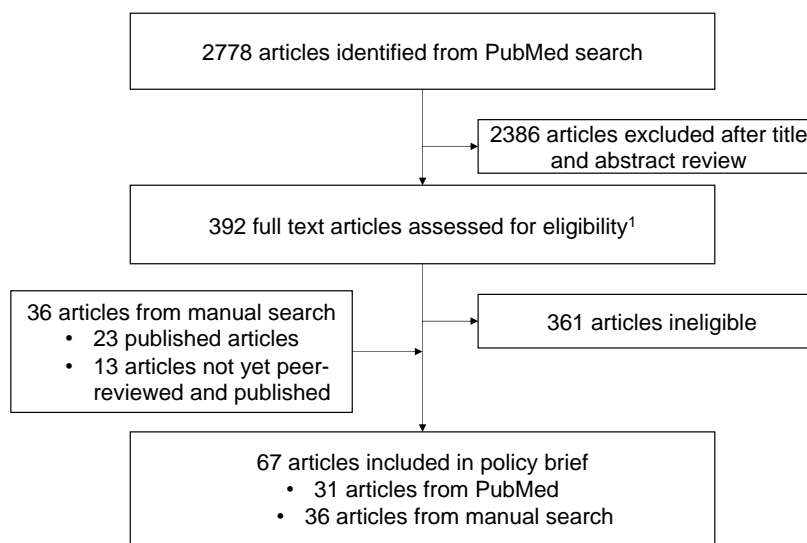 2778 articles identified from PubMed search
2386 articles excluded after title
and abstract review
392 full text articles assessed for eligibility¹
36 articles from manual search
• 23 published articles
• 13 articles not yet peer-
reviewed and published
361 articles ineligible
67 articles included in policy brief
• 31 articles from PubMed
• 36 articles from manual search